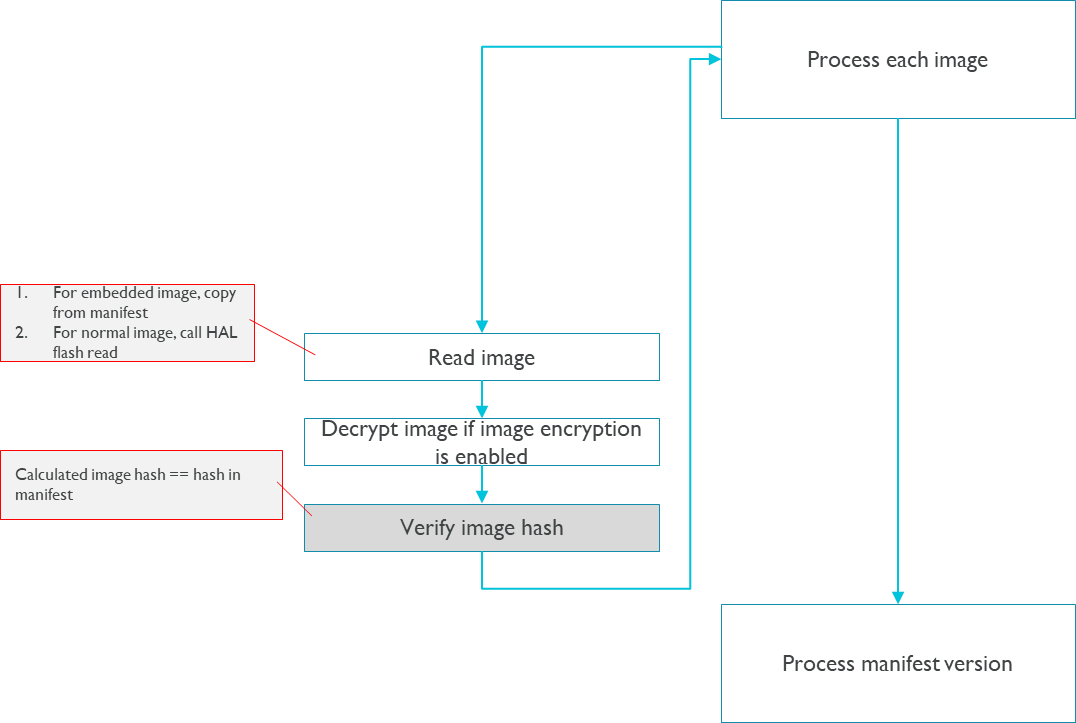 Process each image
1. For embedded image, copy
from manifest
2. For normal image, call HAL
flash read
Read image
Decrypt image if image encryption
is enabled
Calculated image hash == hash in
manifest
Verify image hash
Process manifest version